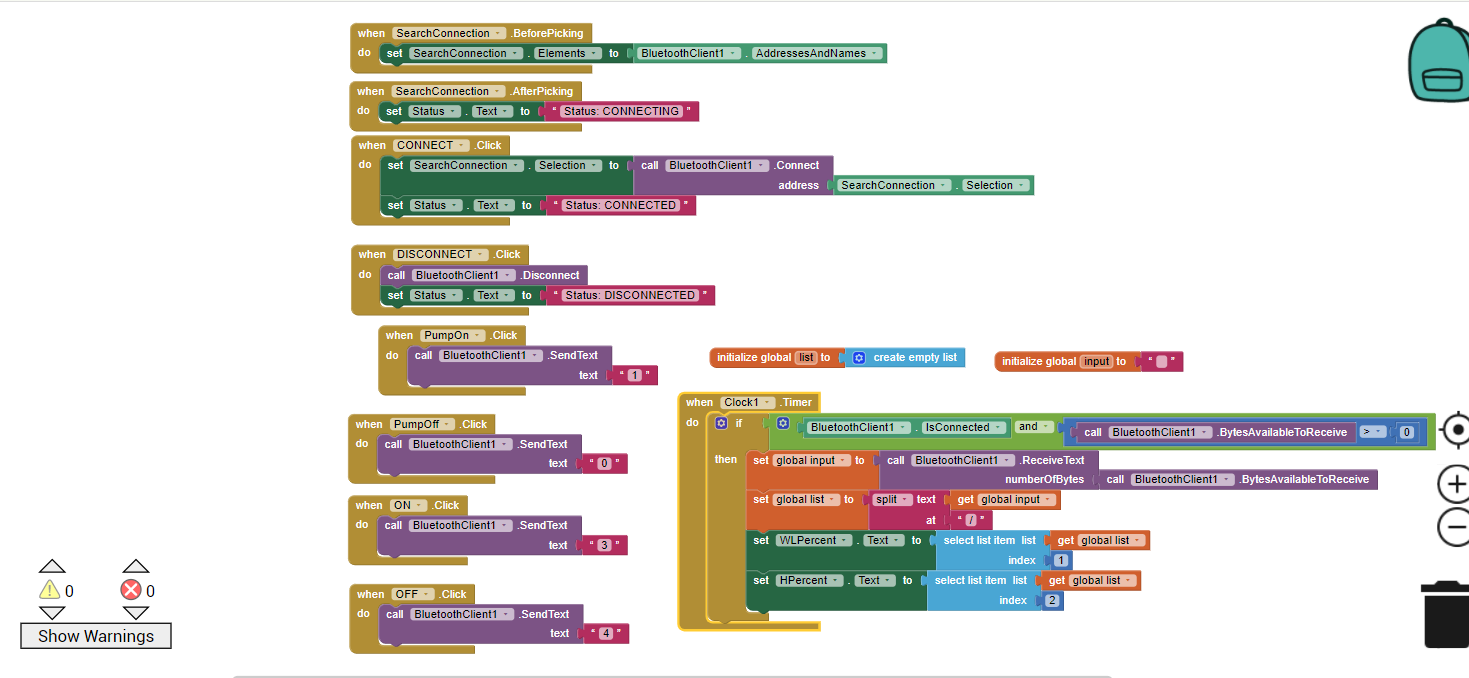 when SearchConnection .BeforePicking
do set SearchConnection . Elements to BluetoothClient1 . AddressesAndNames
when SearchConnection .AfterPicking
do set Status . Text to " Status: CONNECTING "
when CONNECT .Click
do set SearchConnection . Selection to call BluetoothClient1 .Connect
address SearchConnection . Selection
set Status . Text to " Status: CONNECTED "
when DISCONNECT .Click
do call BluetoothClient1 .Disconnect
set Status . Text to " Status: DISCONNECTED "
when PumpOn .Click
do call BluetoothClient1 .SendText
text " 1 "
when PumpOff .Click
do call BluetoothClient1 .SendText
text " 0 "
when ON .Click
do call BluetoothClient1 .SendText
text " 3 "
when OFF .Click
do call BluetoothClient1 .SendText
text " 4 "
initialize global list to create empty list
initialize global input to " "
when Clock1 .Timer
do if BluetoothClient1 . IsConnected and call BluetoothClient1 .BytesAvailableToReceive > 0
then set global input to call BluetoothClient1 .ReceiveText
numberOfBytes call BluetoothClient1 .BytesAvailableToReceive
set global list to split text get global input
at " / "
set WLPercent . Text to select list item list get global list
index 1
set HPercent . Text to select list item list get global list
index 2
0 0
Show Warnings